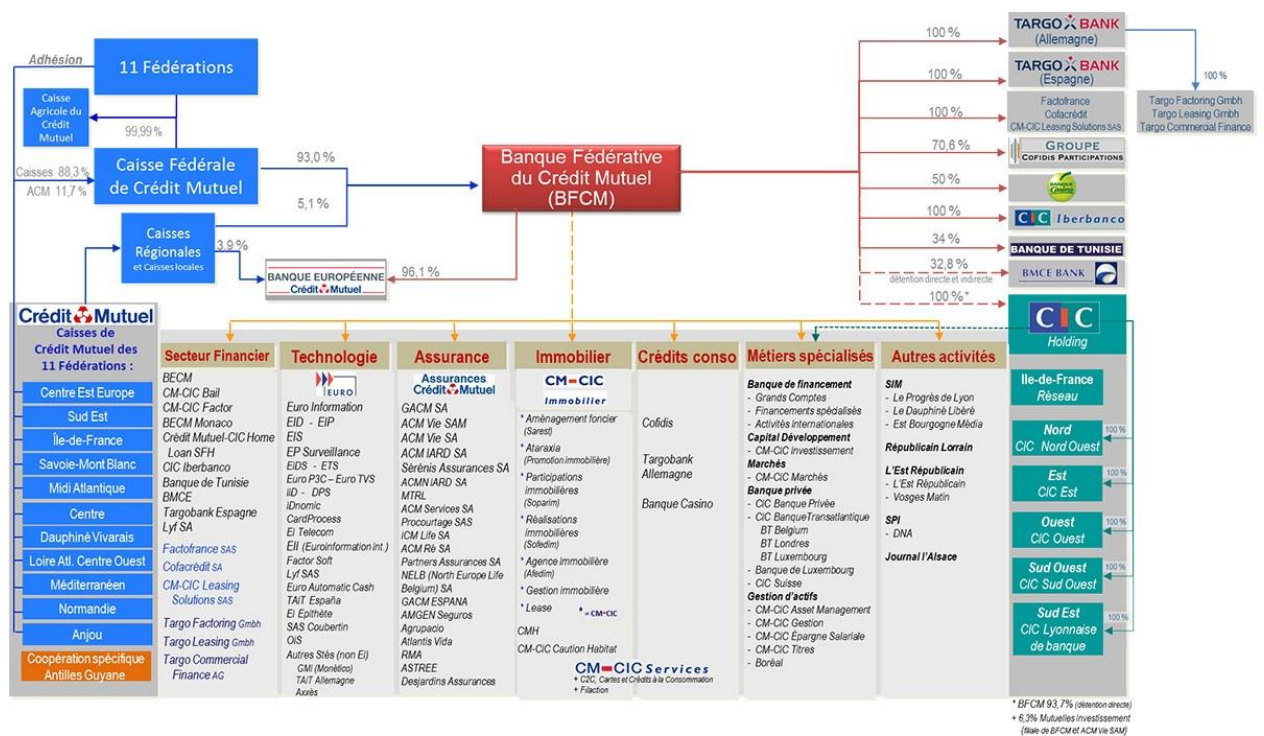 Adhésion
11 Fédérations
Caisse
Agricole du
Crédit
Mutuel
99,99 %
Caisses 88,3%
ACM 11,7 %
Caisse Fédérale
de Crédit Mutuel
93,0 %
5,1 %
Caisses
Régionales
et Caisses locales
3.9 %
BANQUE EUROPÉENNE
Crédit Mutuel
96,1 %
Banque Fédérative
du Crédit Mutuel
(BFCM)
100 %
TARGO BANK
(Allemagne)
100 %
TARGO BANK
(Espagne)
100 %
Factofrance
Cofacrédit
CM-CIC Leasing Solutions SAS
100 %
Targo Factoring Gmbh
Targo Leasing Gmbh
Targo Commercial Finance
70,6 %
GROUPE
COFIDIS PARTICIPATIONS
50 %
BANQUE
Casino
100 %
CIC Iberbanco
34 %
BANQUE DE TUNISIE
32,8 %
détention directe et indirecte
BMCE BANK
100 % *
CIC
Holding
Ile-de-France
Réseau
Nord
CIC Nord Ouest
100 %
Est
CIC Est
100 %
Ouest
CIC Ouest
100 %
Sud Ouest
CIC Sud Ouest
100 %
Sud Est
CIC Lyonnaise
de banque
100 %
* BFCM 93,7% (détention directe)
+ 6,3% Mutuelles Investissement
(filiale de BFCM et ACM Vie SAM)
Crédit Mutuel
Caisses de
Crédit Mutuel des
11 Fédérations :
Centre Est Europe
Sud Est
Île-de-France
Savoie-Mont Blanc
Midi Atlantique
Centre
Dauphiné Vivarais
Loire Atl. Centre Ouest
Méditerranéen
Normandie
Anjou
Coopération spécifique
Antilles Guyane
Secteur Financier
BECM
CM-CIC Bail
CM-CIC Factor
BECM Monaco
Crédit Mutuel-CIC Home
Loan SFH
CIC Iberbanco
Banque de Tunisie
BMCE
Targobank Espagne
Lyf SA
Factofrance SAS
Cofacrédit SA
CM-CIC Leasing
Solutions SAS
Targo Factoring Gmbh
Targo Leasing Gmbh
Targo Commercial
Finance AG
Technologie
EURO
Euro Information
EID - EIP
EIS
EP Surveillance
EiDS - ETS
Euro P3C – Euro TVS
IID - DPS
iDnomic
CardProcess
Ei Telecom
EII (Euroinformation Int.)
Factor Soft
Lyf SAS
Euro Automatic Cash
TAIT España
EI Epithète
SAS Coubertin
OIS
Autres Stés (non EI)
GMI (Monético)
TAIT Allemagne
Axxès
Assurance
Assurances
Crédit Mutuel
GACM SA
ACM Vie SAM
ACM Vie SA
ACM IARD SA
Sérénis Assurances SA
ACMN IARD SA
MTRL
ACM Services SA
Procourtage SAS
ICM Life SA
ACM Ré SA
Partners Assurances SA
NELB (North Europe Life
Belgium) SA
GACM ESPANA
AMGEN Seguros
Agrupacio
Atlantis Vida
RMA
ASTREE
Desjardins Assurances
Immobilier
CM-CIC
Immobilier
* Aménagement foncier
(Sarest)
* Ataraxia
(Promotion immobilière)
* Participations
immobilières
(Soparim)
* Réalisations
immobilières
(Sofedim)
* Agence immobilière
(Afedim)
* Gestion immobilière
* Lease
* = CM-CIC
CMH
CM-CIC Caution Habitat
CM-CIC Services
+ C2C, Cartes et Crédits à la Consommation
+ Filaction
Crédits conso
Cofidis
Targobank
Allemagne
Banque Casino
Métiers spécialisés
Banque de financement
- Grands Comptes
- Financements spécialisés
- Activités Internationales
Capital Développement
- CM-CIC Investissement
Marchés
- CM-CIC Marchés
Banque privée
- CIC Banque Privée
- CIC BanqueTransatlantique
BT Belgium
BT Londres
BT Luxembourg
- Banque de Luxembourg
- CIC Suisse
Gestion d'actifs
- CM-CIC Asset Management
- CM-CIC Gestion
- CM-CIC Épargne Salariale
- CM-CIC Titres
- Boréal
Autres activités
SIM
- Le Progrès de Lyon
- Le Dauphiné Libéré
- Est Bourgogne Média
Républicain Lorrain
L'Est Républicain
- L'Est Républicain
- Vosges Matin
SPI
- DNA
Journal l'Alsace